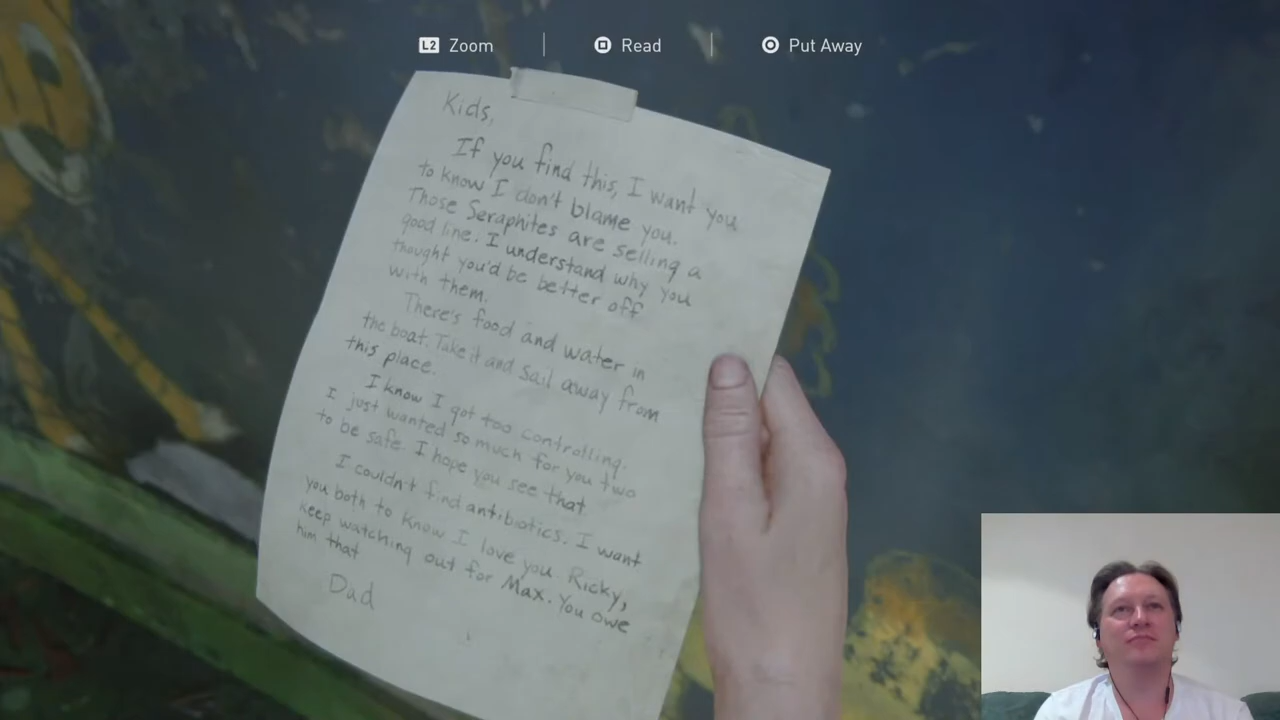 L2 Zoom | Read | Put Away
Kids,
If you find this, I want you
to know I don't blame you.
Those Seraphites are selling a
good line. I understand why you
thought you'd be better off
with them.
There's food and water in
the boat. Take it and sail away from
this place.
I know I got too controlling.
I just wanted so much for you two
to be safe. I hope you see that
I couldn't find antibiotics. I want
you both to know I love you. Ricky,
keep watching out for Max. You owe
him that
Dad